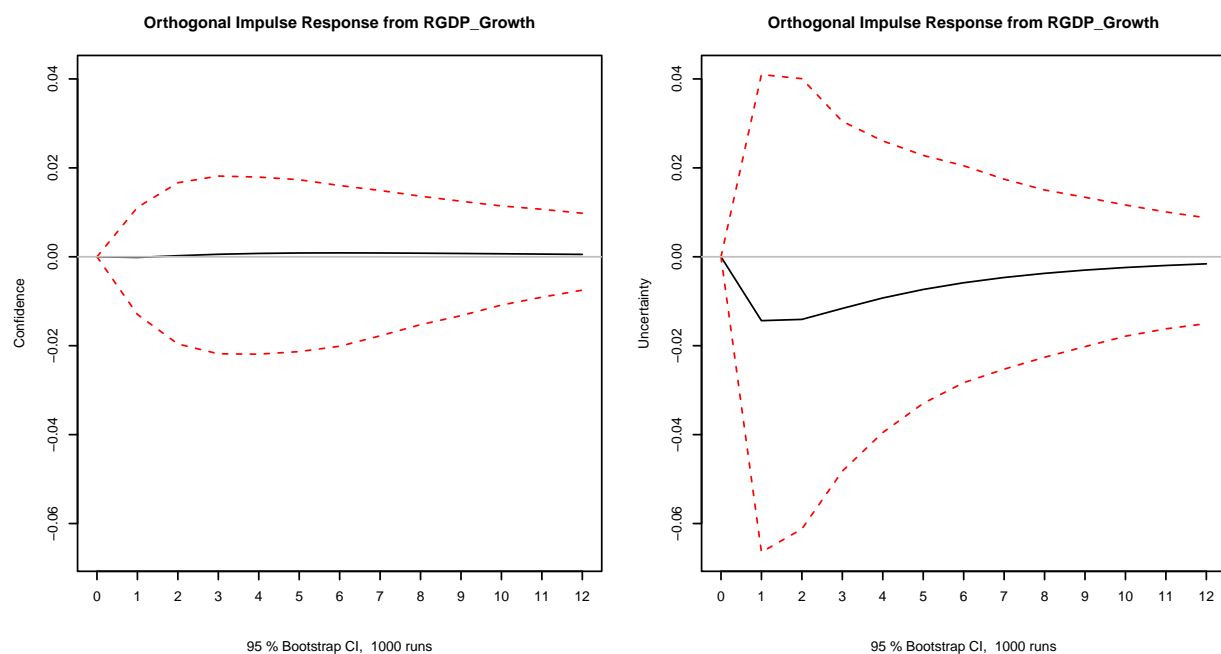 Orthogonal Impulse Response from RGDP_Growth
Confidence
0.04
0.02
0.00
−0.02
−0.04
−0.06
0 1 2 3 4 5 6 7 8 9 10 11 12
95 % Bootstrap CI,  1000 runs
Orthogonal Impulse Response from RGDP_Growth
Uncertainty
0.04
0.02
0.00
−0.02
−0.04
−0.06
0 1 2 3 4 5 6 7 8 9 10 11 12
95 % Bootstrap CI,  1000 runs